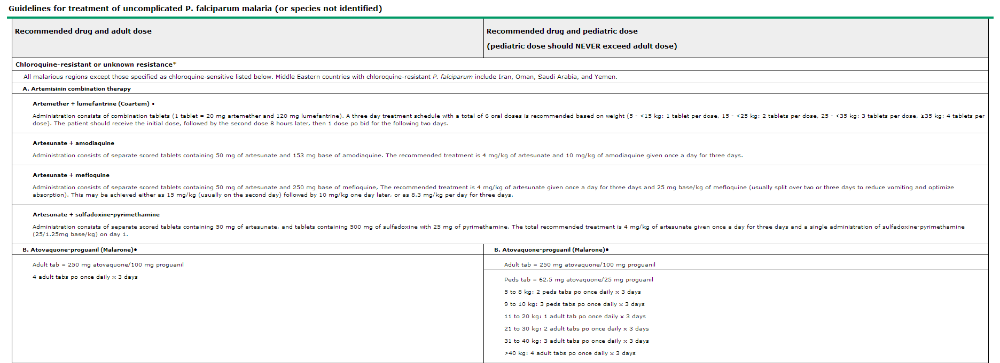 Guidelines for treatment of uncomplicated P. falciparum malaria (or species not identified)
Recommended drug and adult dose
Recommended drug and pediatric dose
(pediatric dose should NEVER exceed adult dose)
Chloroquine-resistant or unknown resistance*
All malarious regions except those specified as chloroquine-sensitive listed below. Middle Eastern countries with chloroquine-resistant P. falciparum include Iran, Oman, Saudi Arabia, and Yemen.
A. Artemisinin combination therapy
Artemether + lumefantrine (Coartem) •
Administration consists of combination tablets (1 tablet = 20 mg artemether and 120 mg lumefantrine). A three day treatment schedule with a total of 6 oral doses is recommended based on weight (5 - <15 kg: 1 tablet per dose, 15 - <25 kg: 2 tablets per dose, 25 - <35 kg: 3 tablets per dose, ≥35 kg: 4 tablets per
dose). The patient should receive the initial dose, followed by the second dose 8 hours later, then 1 dose po bid for the following two days.
Artesunate + amodiaquine
Administration consists of separate scored tablets containing 50 mg of artesunate and 153 mg base of amodiaquine. The recommended treatment is 4 mg/kg of artesunate and 10 mg/kg of amodiaquine given once a day for three days.
Artesunate + mefloquine
Administration consists of separate scored tablets containing 50 mg of artesunate and 250 mg base of mefloquine, The recommended treatment is 4 mg/kg of artesunate given once a day for three days and 25 mg base/kg of mefloquine (usually split over two or three days to reduce vomiting and optimize
absorption). This may be achieved either as 15 mg/kg (usually on the second day) followed by 10 mg/kg one day later, or as 8.3 mg/kg per day for three days.
Artesunate + sulfadoxine-pyrimethamine
Administration consists of separate scored tablets containing 50 mg of artesunate, and tablets containing 500 mg of sulfadoxine with 25 mg of pyrimethamine. The total recommended treatment is 4 mg/kg of artesunate given once a day for three days and a single administration of sulfadoxine-pyrimethamine
(25/1.25mg base/kg) on day 1.
B. Atovaquone-proguanil (Malarone)•
Adult tab = 250 mg atovaquone/100 mg proguanil
4 adult tabs po once daily x 3 days
B. Atovaquone-proguanil (Malarone)•
Adult tab = 250 mg atovaquone/100 mg proguanil
Peds tab = 62.5 mg atovaquone/25 mg proguanil
5 to 8 kg: 2 peds tabs po once daily x 3 days
9 to 10 kg: 3 peds tabs po once daily x 3 days
11 to 20 kg: 1 adult tab po once daily x 3 days
21 to 30 kg: 2 adult tabs po once daily x 3 days
31 to 40 kg: 3 adult tabs po once daily x 3 days
>40 kg: 4 adult tabs po once daily x 3 days